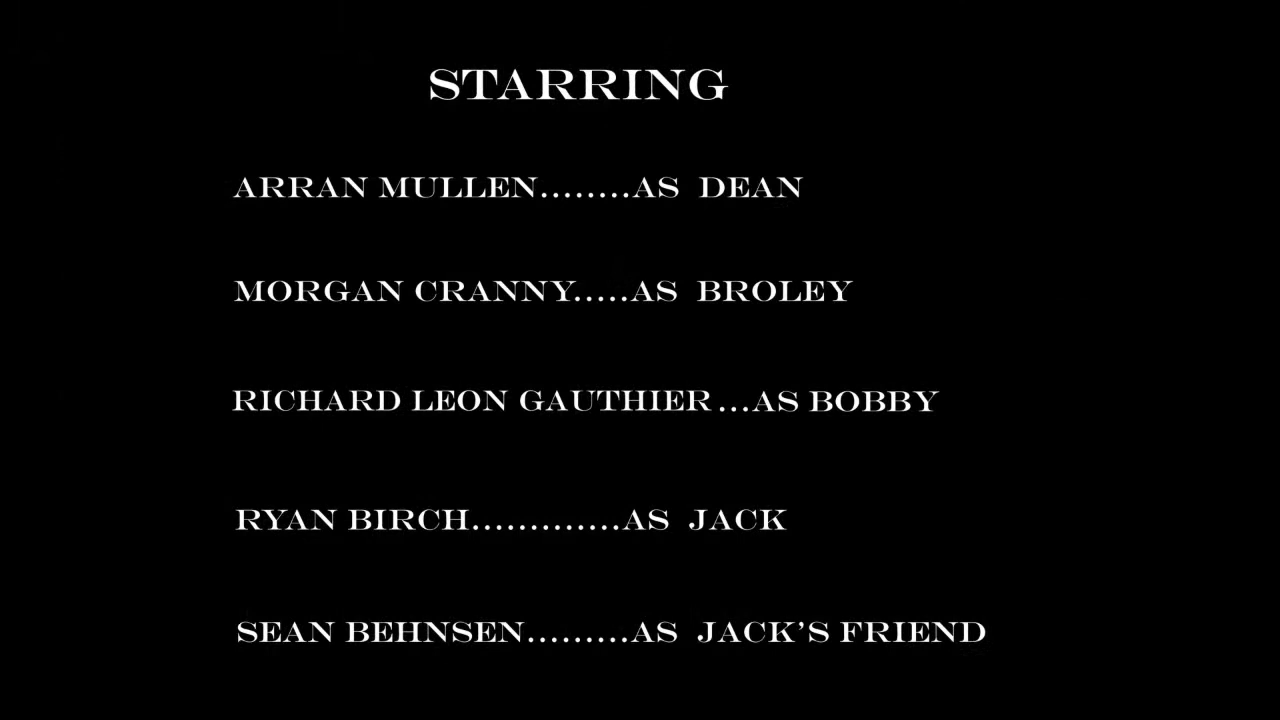 STARRING
ARRAN MULLEN........AS DEAN
MORGAN CRANNY.....AS BROLEY
RICHARD LEON GAUTHIER...AS BOBBY
RYAN BIRCH.............AS JACK
SEAN BEHNSEN.........AS JACK'S FRIEND